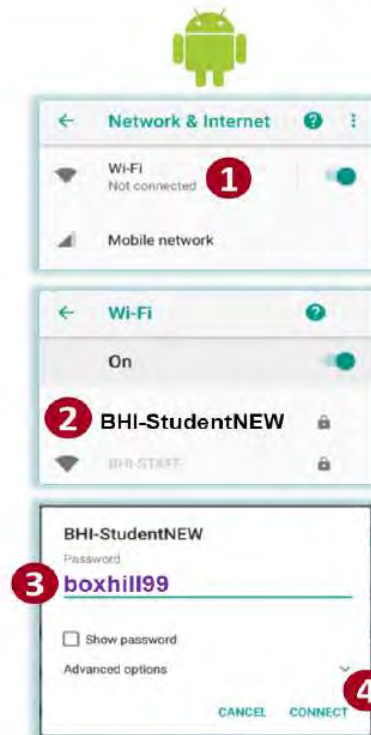 Network & Internet
Wi-Fi
Not connected
1
Mobile network
Wi-Fi
On
2
BHI-StudentNEW
BHI-STAFF
BHI-StudentNEW
Password
3
boxhill99
Show password
Advanced options
4
CANCEL CONNECT